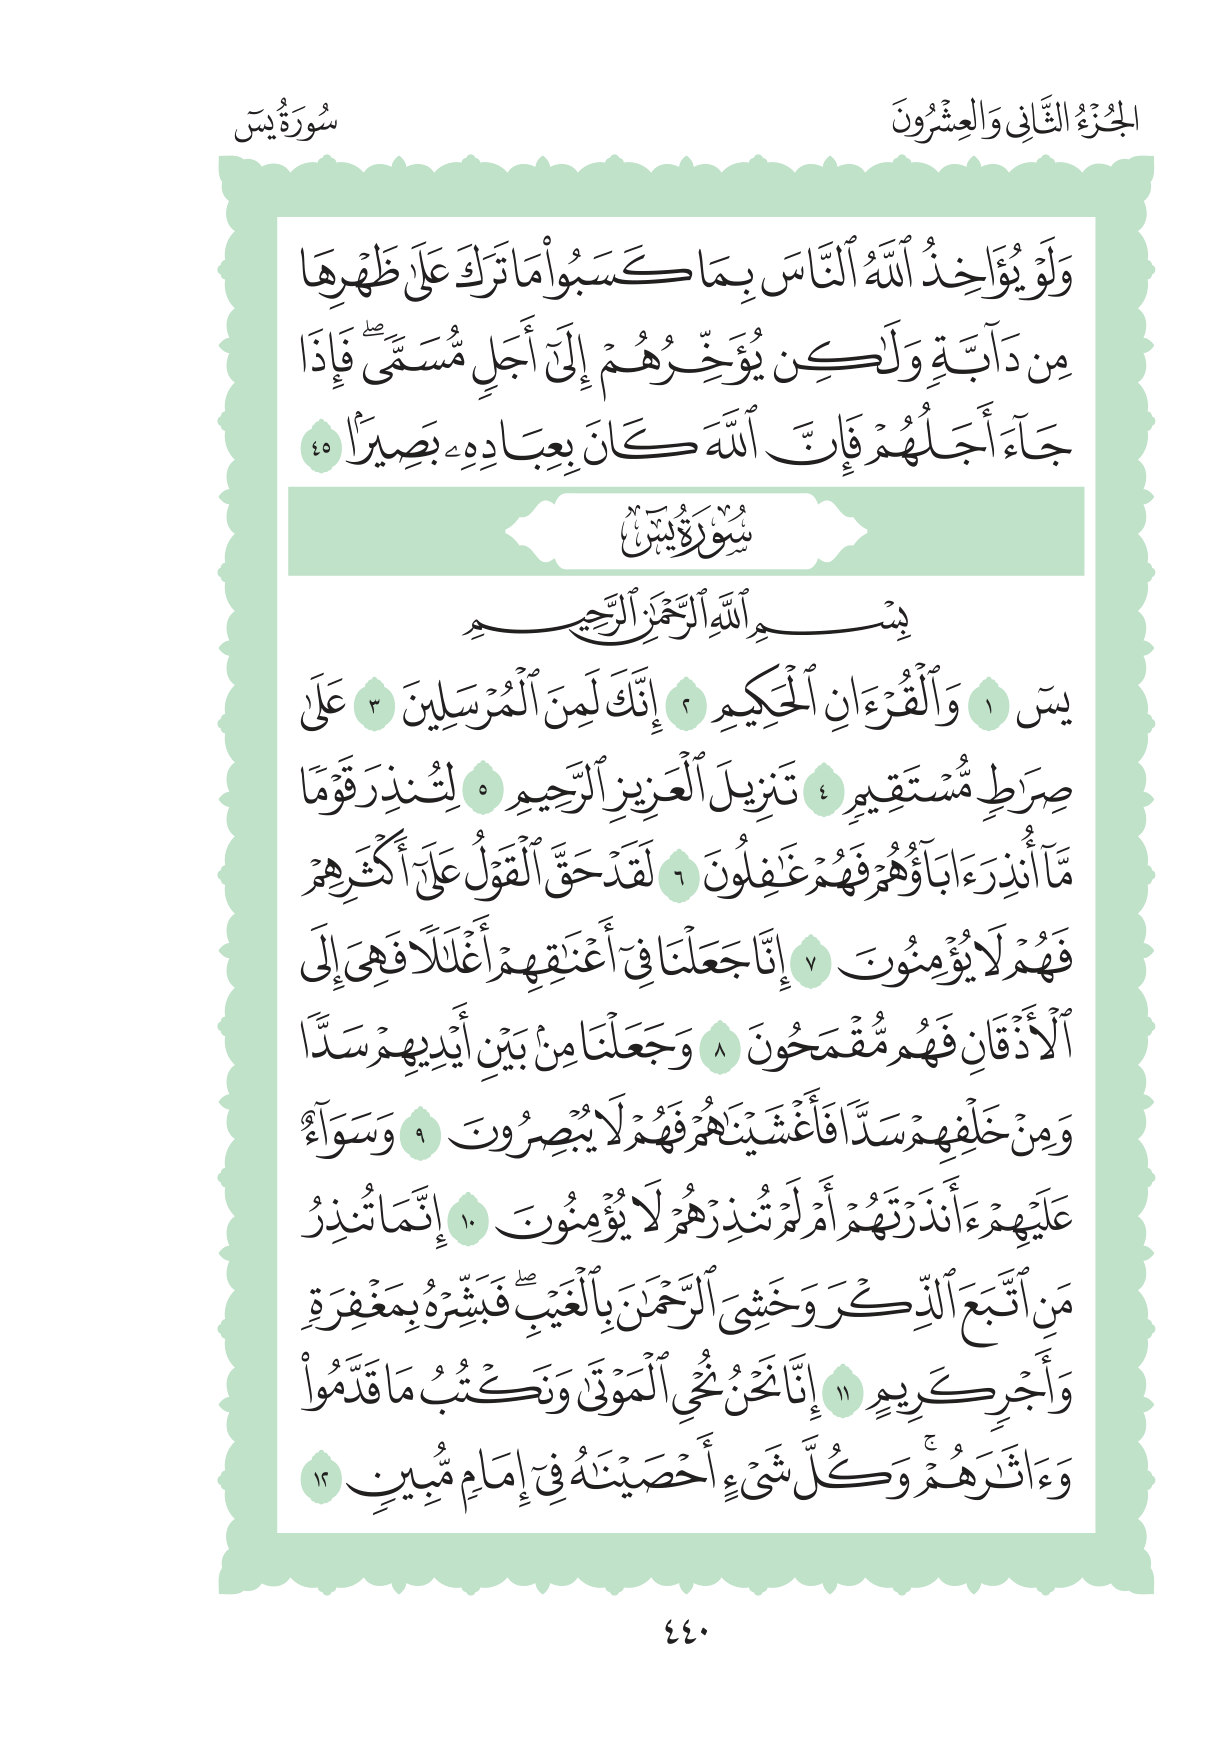 الجُزْءُ الثَّانِي وَالعِشْرُونَ
سُورَةُ يسٓ
وَلَوۡ يُؤَاخِذُ ٱللَّهُ ٱلنَّاسَ بِمَا كَسَبُواْ مَا تَرَكَ عَلَىٰ ظَهۡرِهَا
مِن دَآبَّةٖ وَلَٰكِن يُؤَخِّرُهُمۡ إِلَىٰٓ أَجَلٖ مُّسَمّٗىۖ فَإِذَا
جَآءَ أَجَلُهُمۡ فَإِنَّ ٱللَّهَ كَانَ بِعِبَادِهِۦ بَصِيرَۢا ٤٥
سُورَةُ يسٓ
بِسۡمِ ٱللَّهِ ٱلرَّحۡمَٰنِ ٱلرَّحِيمِ
يسٓ ١ وَٱلۡقُرۡءَانِ ٱلۡحَكِيمِ ٢ إِنَّكَ لَمِنَ ٱلۡمُرۡسَلِينَ ٣ عَلَىٰ
صِرَٰطٖ مُّسۡتَقِيمٖ ٤ تَنزِيلَ ٱلۡعَزِيزِ ٱلرَّحِيمِ ٥ لِتُنذِرَ قَوۡمٗا
مَّآ أُنذِرَ ءَابَآؤُهُمۡ فَهُمۡ غَٰفِلُونَ ٦ لَقَدۡ حَقَّ ٱلۡقَوۡلُ عَلَىٰٓ أَكۡثَرِهِمۡ
فَهُمۡ لَا يُؤۡمِنُونَ ٧ إِنَّا جَعَلۡنَا فِيٓ أَعۡنَٰقِهِمۡ أَغۡلَٰلٗا فَهِيَ إِلَى
ٱلۡأَذۡقَانِ فَهُم مُّقۡمَحُونَ ٨ وَجَعَلۡنَا مِنۢ بَيۡنِ أَيۡدِيهِمۡ سَدّٗا
وَمِنۡ خَلۡفِهِمۡ سَدّٗا فَأَغۡشَيۡنَٰهُمۡ فَهُمۡ لَا يُبۡصِرُونَ ٩ وَسَوَآءٌ
عَلَيۡهِمۡ ءَأَنذَرۡتَهُمۡ أَمۡ لَمۡ تُنذِرۡهُمۡ لَا يُؤۡمِنُونَ ١٠ إِنَّمَا تُنذِرُ
مَنِ ٱتَّبَعَ ٱلذِّكۡرَ وَخَشِيَ ٱلرَّحۡمَٰنَ بِٱلۡغَيۡبِۖ فَبَشِّرۡهُ بِمَغۡفِرَةٖ
وَأَجۡرٖ كَرِيمٍ ١١ إِنَّا نَحۡنُ نُحۡيِ ٱلۡمَوۡتَىٰ وَنَكۡتُبُ مَا قَدَّمُواْ
وَءَاثَٰرَهُمۡۚ وَكُلَّ شَيۡءٍ أَحۡصَيۡنَٰهُ فِيٓ إِمَامٖ مُّبِينٖ ١٢
٤٤٠